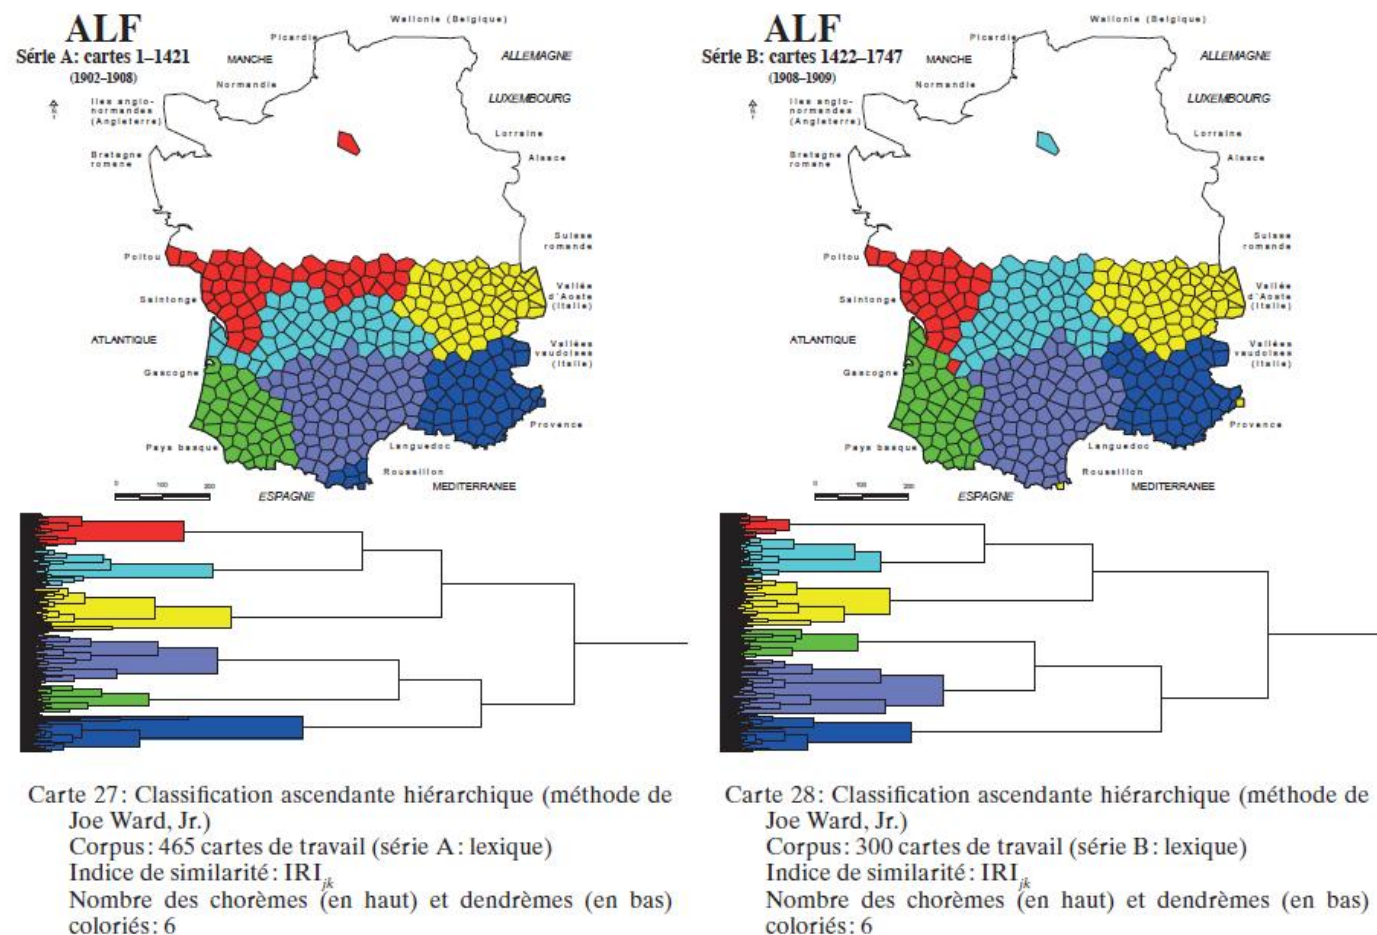 ALF
Série A: cartes 1–1421
(1902–1908)
Wallonie (Belgique)
Picardie
MANCHE
ALLEMAGNE
Normandie
LUXEMBOURG
Iles anglo-
normandes
(Angleterre)
Lorraine
Alsace
Bretagne
romane
Suisse
romande
Poitou
Vallée
d'Aoste
(Italie)
Saintonge
ATLANTIQUE
Vallées
vaudoises
(Italie)
Gascogne
Provence
Pays basque
Languedoc
Roussillon
MEDITERRANEE
ESPAGNE
0 100 200
ALF
Série B: cartes 1422–1747
(1908–1909)
Wallonie (Belgique)
Picardie
MANCHE
ALLEMAGNE
Normandie
LUXEMBOURG
Iles anglo-
normandes
(Angleterre)
Lorraine
Alsace
Bretagne
romane
Suisse
romande
Poitou
Vallée
d'Aoste
(Italie)
Saintonge
ATLANTIQUE
Vallées
vaudoises
(Italie)
Gascogne
Provence
Pays basque
Languedoc
Roussillon
MEDITERRANEE
ESPAGNE
0 100 200
Carte 27: Classification ascendante hiérarchique (méthode de
Joe Ward, Jr.)
Corpus: 465 cartes de travail (série A: lexique)
Indice de similarité: IRIjk
Nombre des chorèmes (en haut) et dendrèmes (en bas)
coloriés: 6
Carte 28: Classification ascendante hiérarchique (méthode de
Joe Ward, Jr.)
Corpus: 300 cartes de travail (série B: lexique)
Indice de similarité: IRIjk
Nombre des chorèmes (en haut) et dendrèmes (en bas)
coloriés: 6